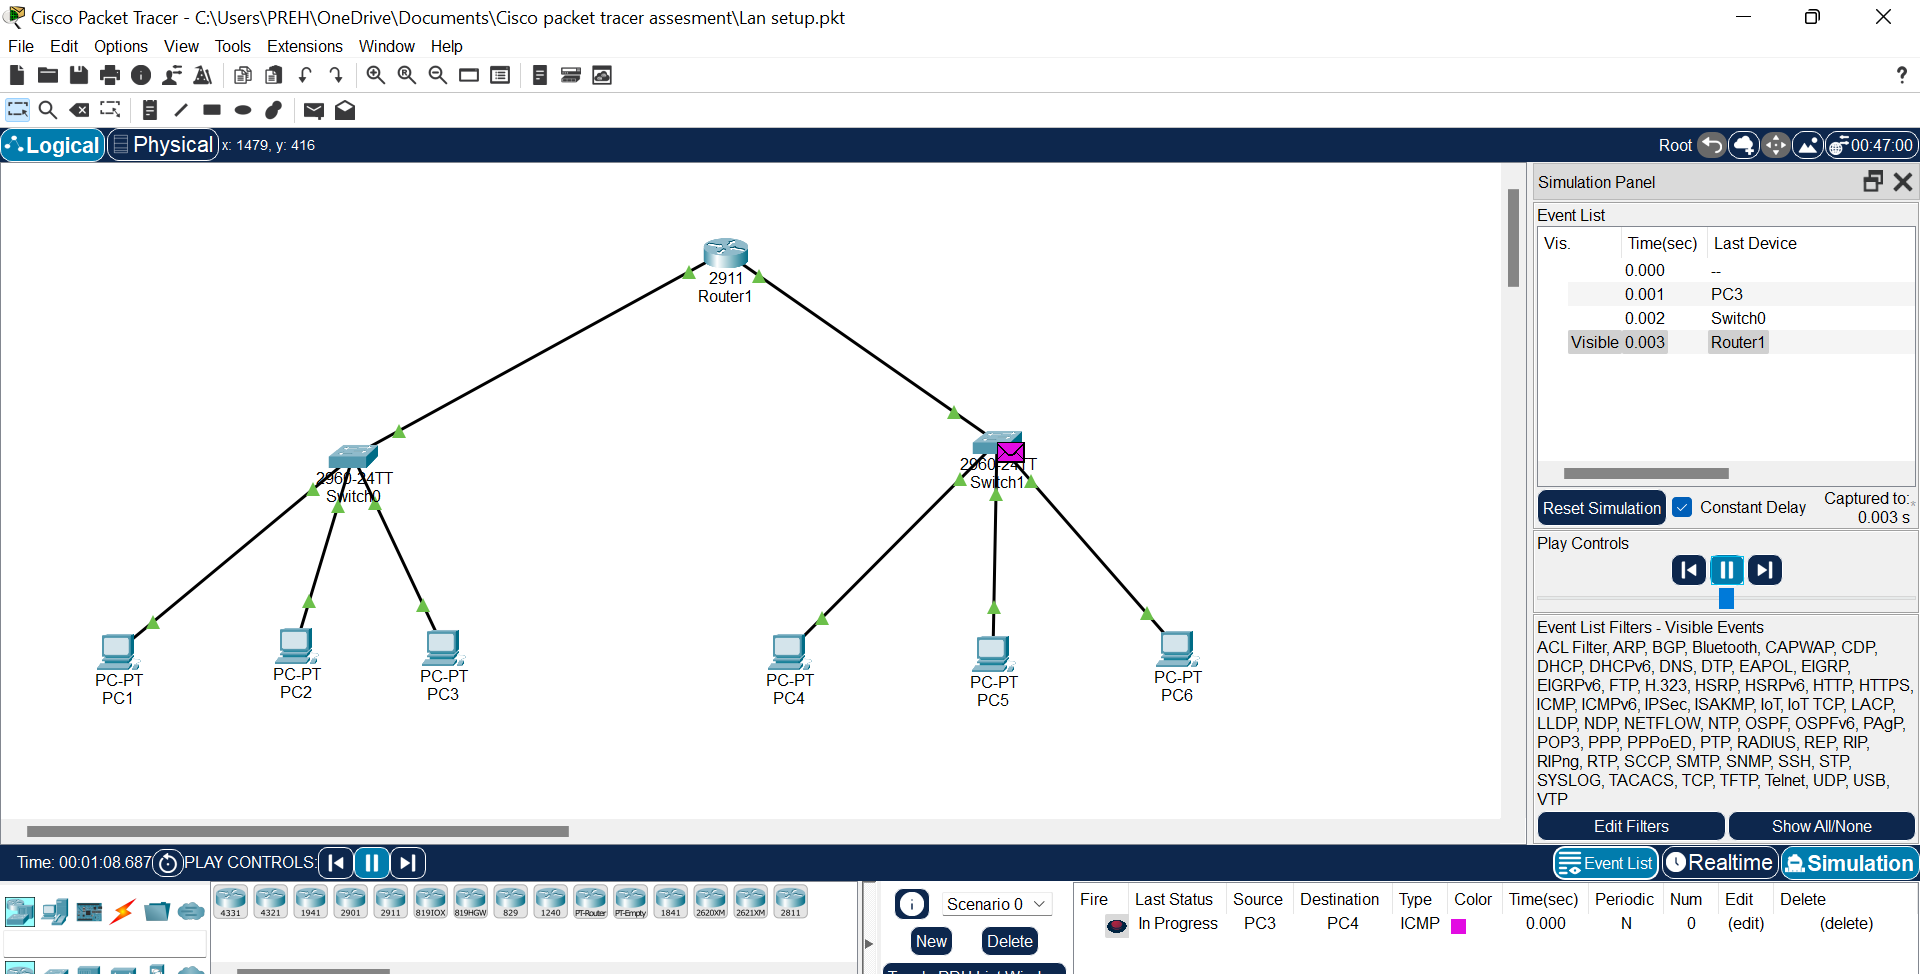 Cisco Packet Tracer - C:\Users\PREH\OneDrive\Documents\Cisco packet tracer assesment\Lan setup.pkt
File Edit Options View Tools Extensions Window Help
?
Logical Physical x: 1479, y: 416
Root 00:47:00
2911
Router1
2960-24TT
Switch0
2960-24TT
Switch1
PC-PT
PC1
PC-PT
PC2
PC-PT
PC3
PC-PT
PC4
PC-PT
PC5
PC-PT
PC6
Simulation Panel
Event List
Vis. Time(sec) Last Device
0.000 --
0.001 PC3
0.002 Switch0
Visible 0.003 Router1
Reset Simulation Constant Delay Captured to:
0.003 s
Play Controls
Event List Filters - Visible Events
ACL Filter, ARP, BGP, Bluetooth, CAPWAP, CDP,
DHCP, DHCPv6, DNS, DTP, EAPOL, EIGRP,
EIGRPv6, FTP, H.323, HSRP, HSRPv6, HTTP, HTTPS,
ICMP, ICMPv6, IPSec, ISAKMP, IoT, IoT TCP, LACP,
LLDP, NDP, NETFLOW, NTP, OSPF, OSPFv6, PAgP,
POP3, PPP, PPPoED, PTP, RADIUS, REP, RIP,
RIPng, RTP, SCCP, SMTP, SNMP, SSH, STP,
SYSLOG, TACACS, TCP, TFTP, Telnet, UDP, USB,
VTP
Edit Filters Show All/None
Time: 00:01:08.687 PLAY CONTROLS:
Event List Realtime Simulation
4331 4321 1941 2901 2911 819IOX 819HGW 829 1240 PT-Router PT-Empty 1841 2620XM 2621XM 2811
Scenario 0
New Delete
Fire Last Status Source Destination Type Color Time(sec) Periodic Num Edit Delete
In Progress PC3 PC4 ICMP 0.000 N 0 (edit) (delete)